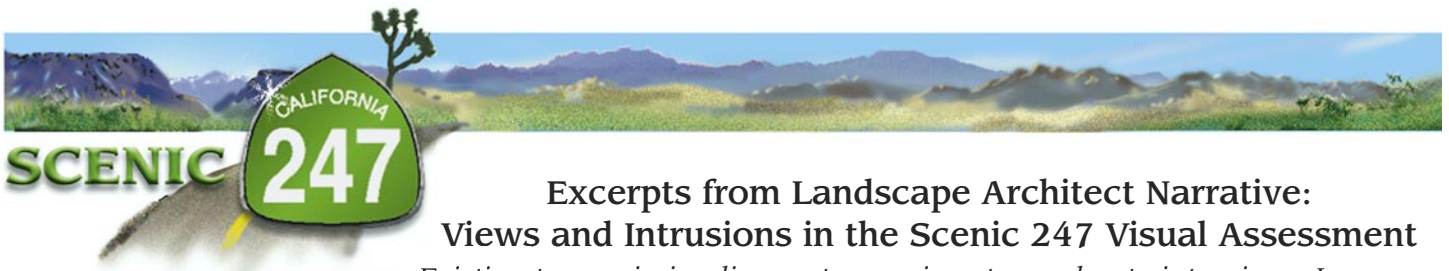 CALIFORNIA
SCENIC 247
Excerpts from Landscape Architect Narrative:
Views and Intrusions in the Scenic 247 Visual Assessment